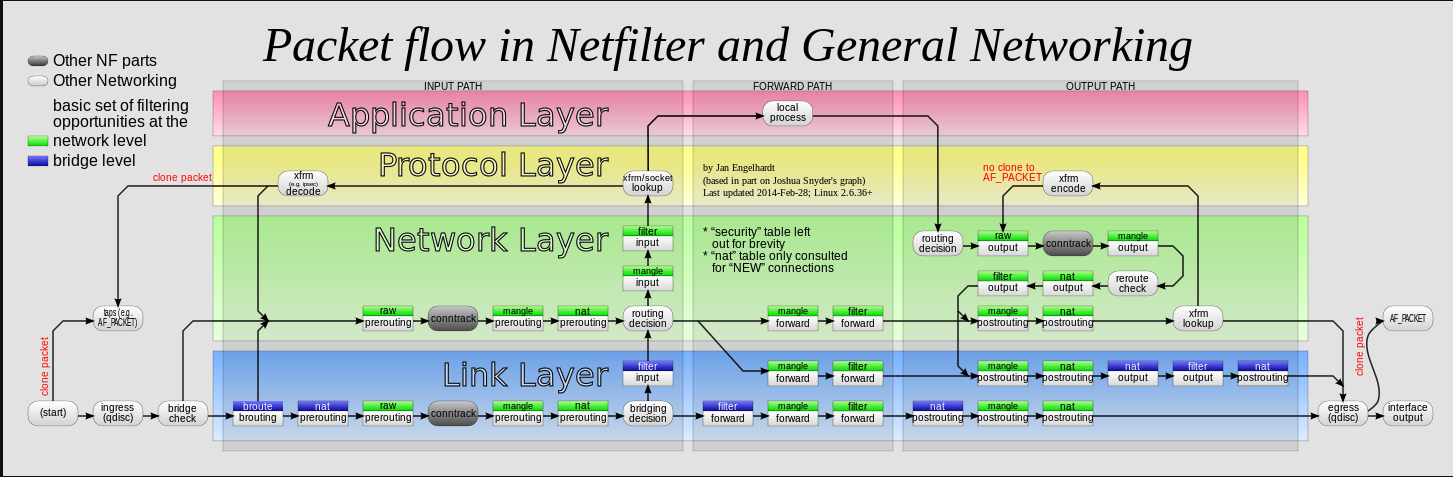 Packet flow in Netfilter and General Networking
Other NF parts
Other Networking
basic set of filtering
opportunities at the
network level
bridge level
INPUT PATH
FORWARD PATH
OUTPUT PATH
Application Layer
local
process
Protocol Layer
clone packet
xfrm
(e.g. ipsec)
decode
xfrm/socket
lookup
by Jan Engelhardt
(based in part on Joshua Snyder's graph)
Last updated 2014-Feb-28; Linux 2.6.36+
no clone to
AF_PACKET
xfrm
encode
Network Layer
filter
input
mangle
input
* “security” table left
out for brevity
* “nat” table only consulted
for “NEW” connections
routing
decision
raw
output
conntrack
mangle
output
filter
output
nat
output
reroute
check
taps (e.g.
AF_PACKET)
raw
prerouting
conntrack
mangle
prerouting
nat
prerouting
routing
decision
mangle
forward
filter
forward
mangle
postrouting
nat
postrouting
xfrm
lookup
AF_PACKET
clone packet
clone packet
Link Layer
filter
input
mangle
forward
filter
forward
mangle
postrouting
nat
postrouting
nat
output
filter
output
nat
postrouting
(start)
ingress
(qdisc)
bridge
check
broute
brouting
nat
prerouting
raw
prerouting
conntrack
mangle
prerouting
nat
prerouting
bridging
decision
filter
forward
mangle
forward
filter
forward
nat
postrouting
mangle
postrouting
nat
postrouting
egress
(qdisc)
interface
output